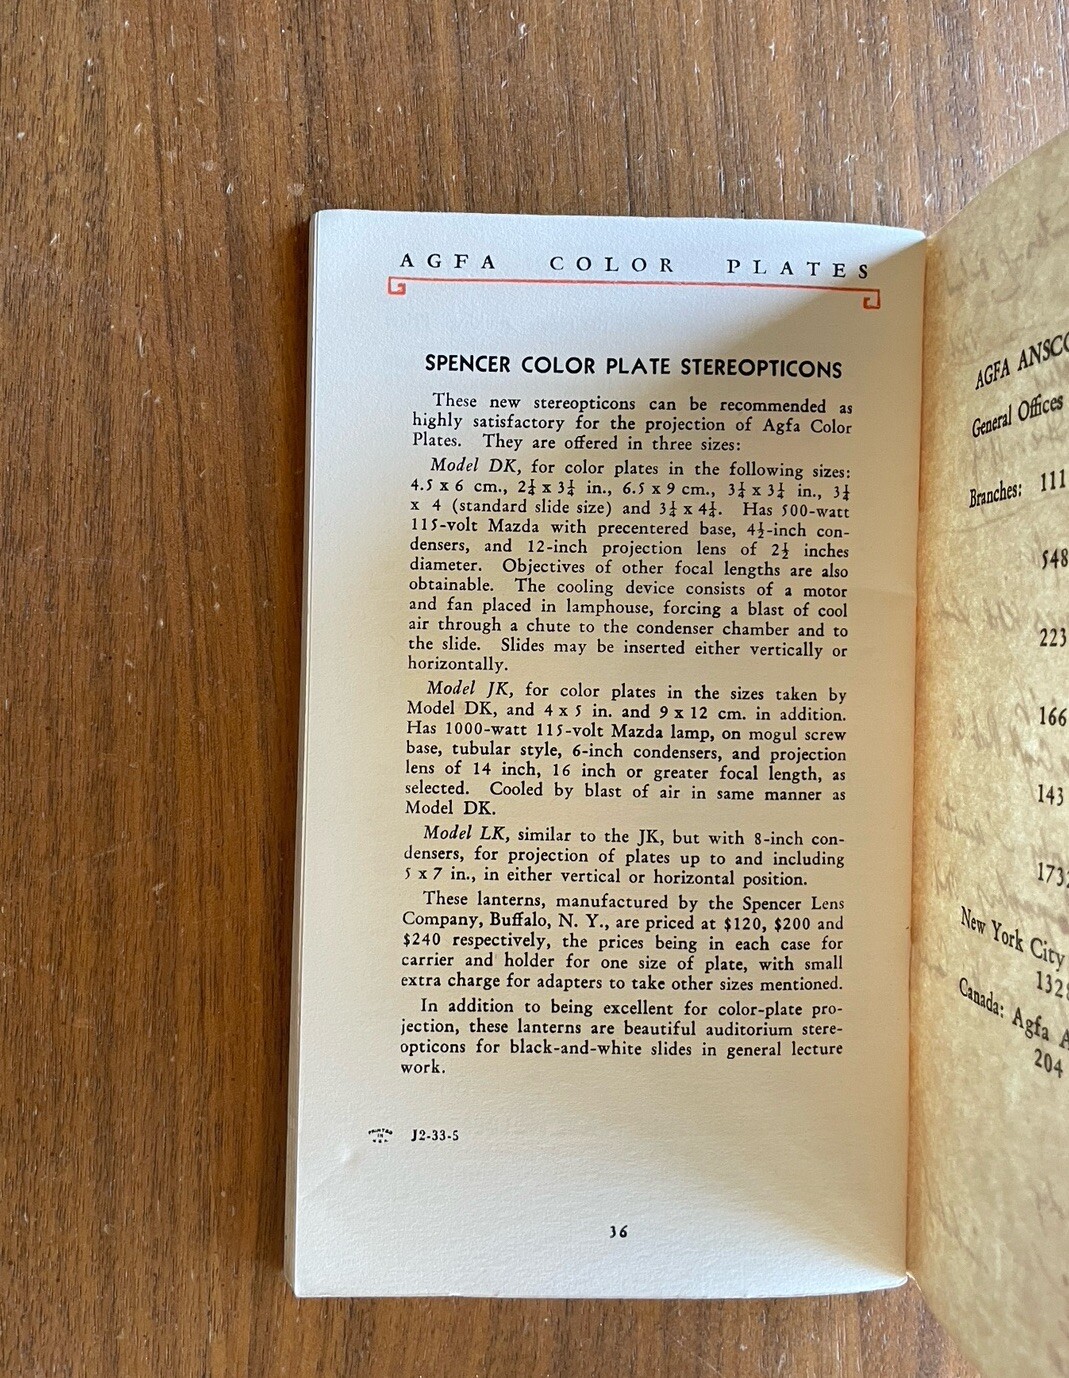 AGFA COLOR PLATES
SPENCER COLOR PLATE STEREOPTICONS
These new stereopticons can be recommended as
highly satisfactory for the projection of Agfa Color
Plates. They are offered in three sizes:
Model DK, for color plates in the following sizes:
4.5 x 6 cm., 2¼ x 3¼ in., 6.5 x 9 cm., 3¼ x 3¼ in., 3¼
x 4 (standard slide size) and 3¼ x 4¼. Has 500-watt
115-volt Mazda with precentered base, 4½-inch con-
densers, and 12-inch projection lens of 2½ inches
diameter. Objectives of other focal lengths are also
obtainable. The cooling device consists of a motor
and fan placed in lamphouse, forcing a blast of cool
air through a chute to the condenser chamber and to
the slide. Slides may be inserted either vertically or
horizontally.
Model JK, for color plates in the sizes taken by
Model DK, and 4 x 5 in. and 9 x 12 cm. in addition.
Has 1000-watt 115-volt Mazda lamp, on mogul screw
base, tubular style, 6-inch condensers, and projection
lens of 14 inch, 16 inch or greater focal length, as
selected. Cooled by blast of air in same manner as
Model DK.
Model LK, similar to the JK, but with 8-inch con-
densers, for projection of plates up to and including
5 x 7 in., in either vertical or horizontal position.
These lanterns, manufactured by the Spencer Lens
Company, Buffalo, N. Y., are priced at $120, $200 and
$240 respectively, the prices being in each case for
carrier and holder for one size of plate, with small
extra charge for adapters to take other sizes mentioned.
In addition to being excellent for color-plate pro-
jection, these lanterns are beautiful auditorium stere-
opticons for black-and-white slides in general lecture
work.
PRINTED
IN
U.S.A.
J2-33-5
36
AGFA ANSCO
General Offices
Branches: 111
548
223
166
143
173
New York City
132
Canada: Agfa A
204